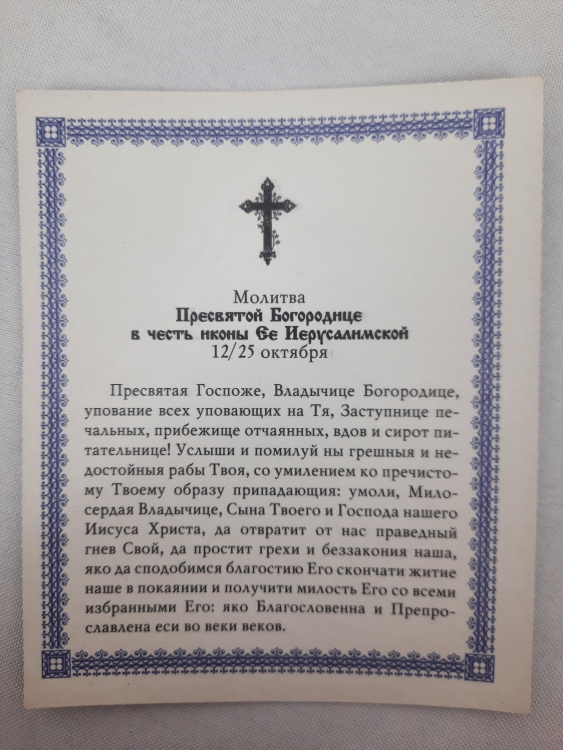 Молитва
Пресвятой Богородице
в честь иконы Ее Иерусалимской
12/25 октября
Пресвятая Госпоже, Владычице Богородице,
упование всех уповающих на Тя, Заступнице пе-
чальных, прибежище отчаянных, вдов и сирот пи-
тательнице! Услыши и помилуй ны грешныя и не-
достойныя рабы Твоя, со умилением ко пречисто-
му Твоему образу припадающия: умоли, Мило-
сердая Владычице, Сына Твоего и Господа нашего
Иисуса Христа, да отвратит от нас праведный
гнев Свой, да простит грехи и беззакония наша,
яко да сподобимся благостию Его скончати житие
наше в покаянии и получити милость Его со всеми
избранными Его: яко Благословенна и Препро-
славлена еси во веки веков.